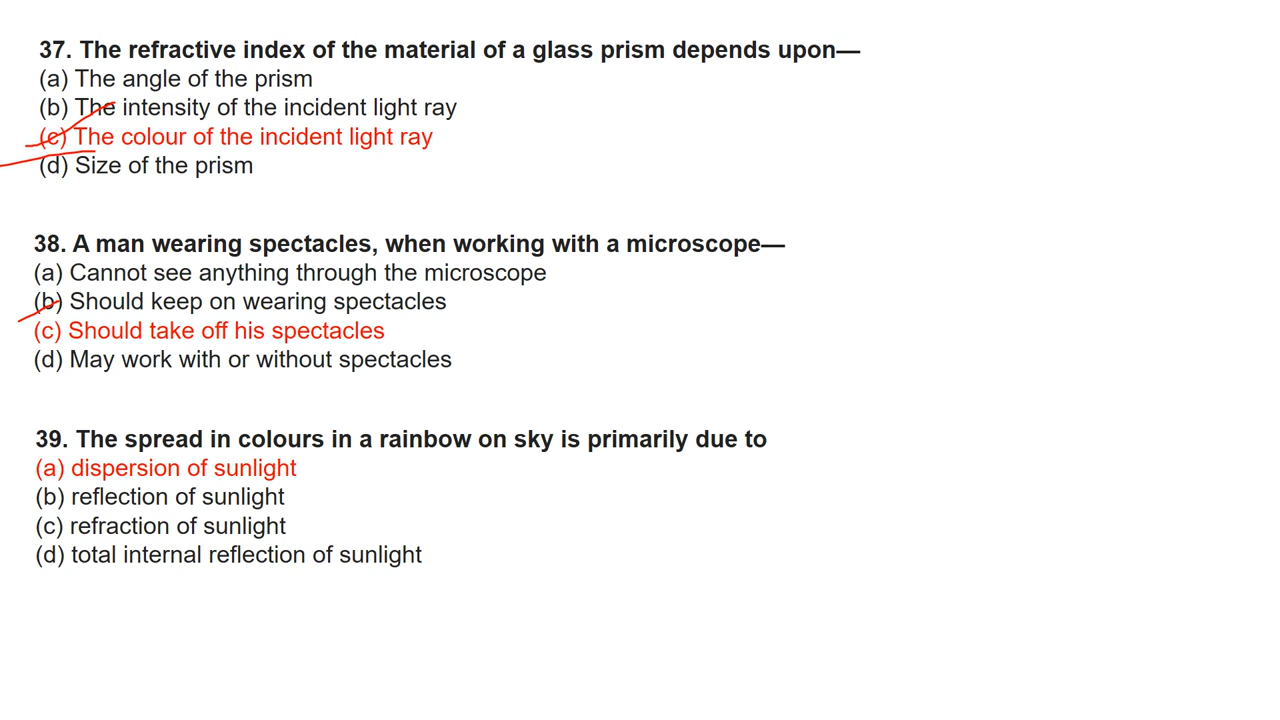 37. The refractive index of the material of a glass prism depends upon—
(a) The angle of the prism
(b) The intensity of the incident light ray
(c) The colour of the incident light ray
(d) Size of the prism
38. A man wearing spectacles, when working with a microscope—
(a) Cannot see anything through the microscope
(b) Should keep on wearing spectacles
(c) Should take off his spectacles
(d) May work with or without spectacles
39. The spread in colours in a rainbow on sky is primarily due to
(a) dispersion of sunlight
(b) reflection of sunlight
(c) refraction of sunlight
(d) total internal reflection of sunlight